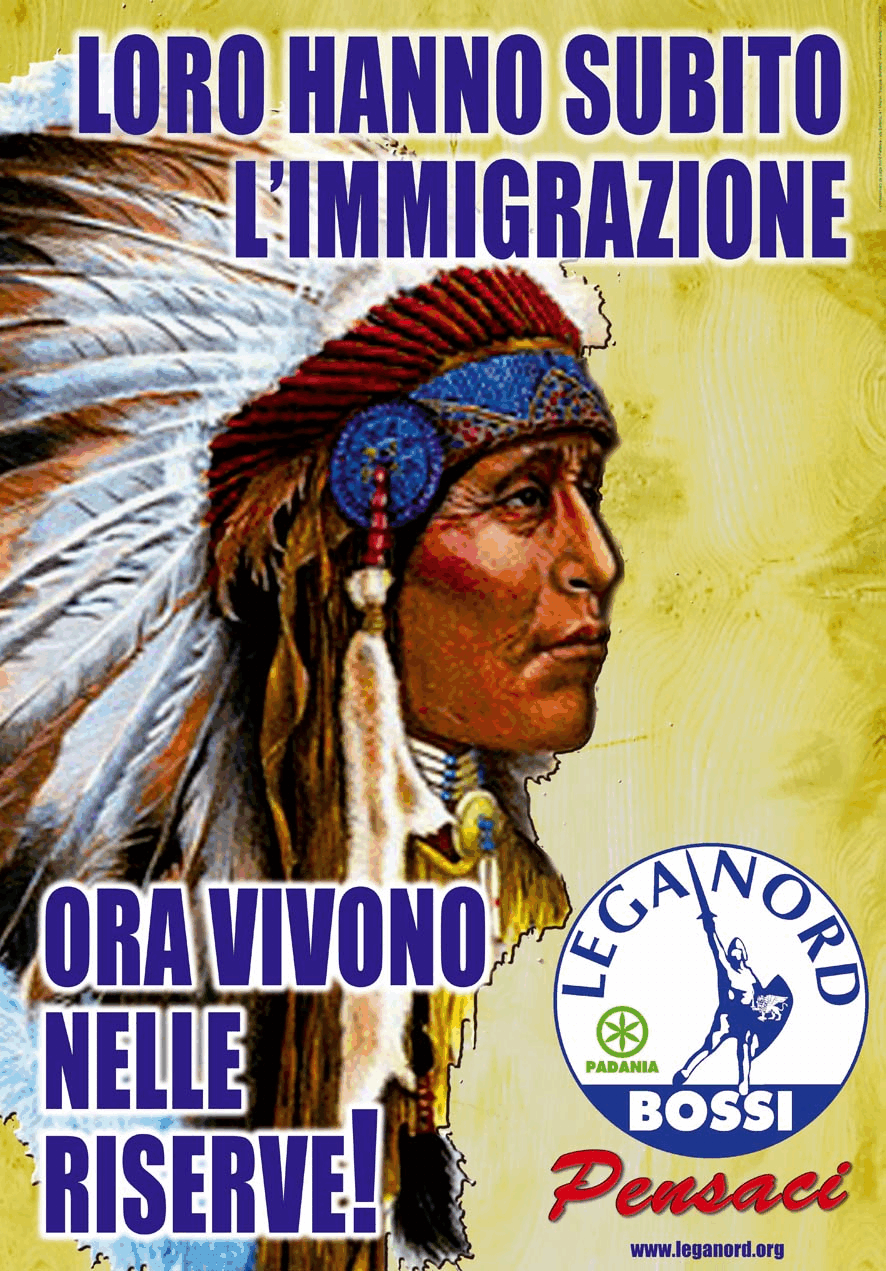 LORO HANNO SUBITO
L'IMMIGRAZIONE
ORA VIVONO
NELLE
RISERVE!
LEGA NORD
PADANIA
BOSSI
Pensaci
www.leganord.org